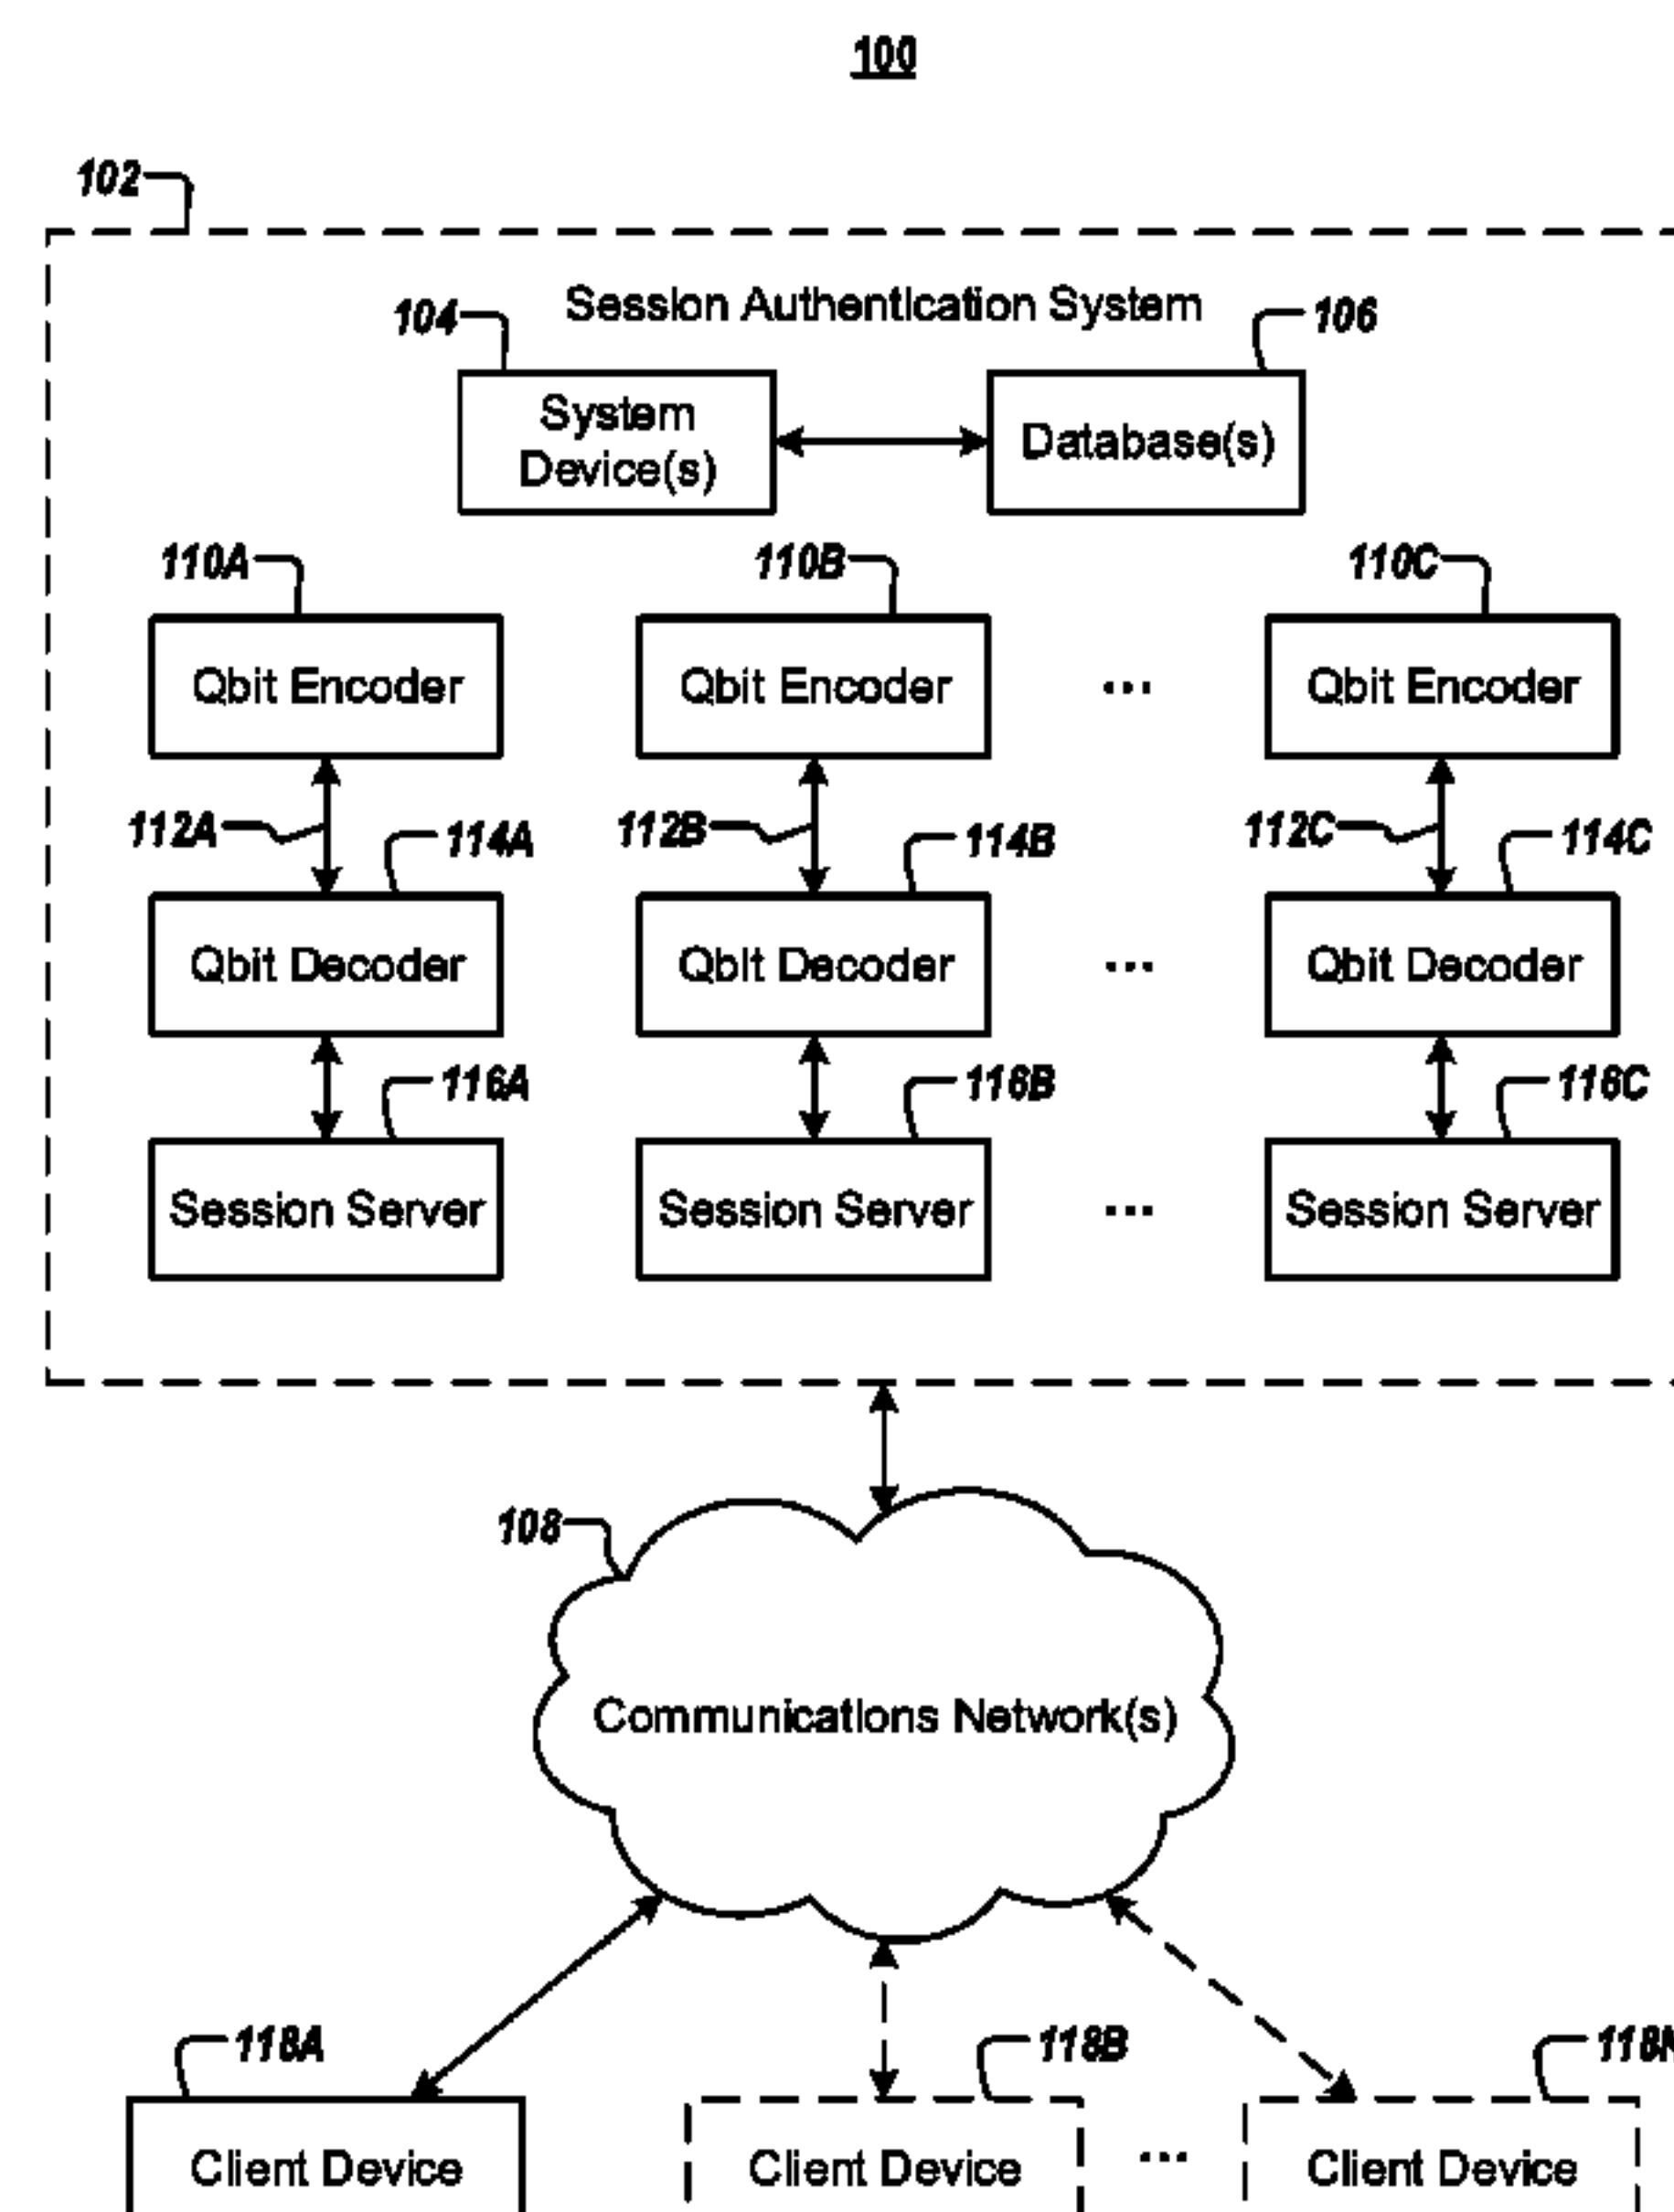 100
102
Session Authentication System
104
106
System
Device(s)
Database(s)
110A
110B
110C
Qbit Encoder
Qbit Encoder
...
Qbit Encoder
112A
114A
112B
114B
112C
114C
Qbit Decoder
Qbit Decoder
...
Qbit Decoder
116A
116B
116C
Session Server
Session Server
...
Session Server
108
Communications Network(s)
118A
118B
118N
Client Device
Client Device
...
Client Device